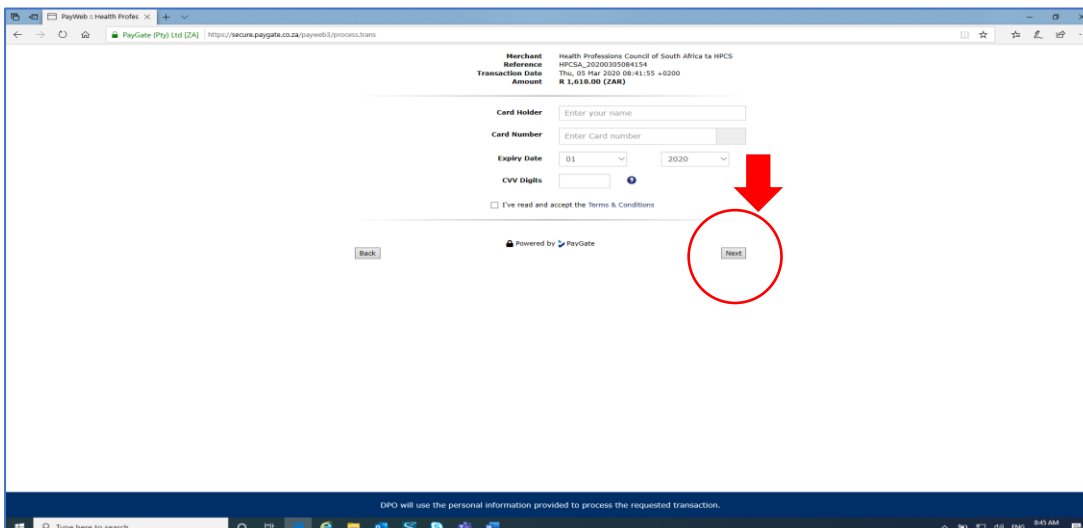 PayWeb :: Health Profes
PayGate (Pty) Ltd [ZA] https://secure.paygate.co.za/payweb3/process.trans
Merchant Health Professions Council of South Africa ta HPCS
Reference HPCSA_20200305084154
Transaction Date Thu, 05 Mar 2020 08:41:55 +0200
Amount R 1,618.00 (ZAR)
Card Holder Enter your name
Card Number Enter Card number
Expiry Date 01 2020
CVV Digits ?
I've read and accept the Terms & Conditions
Powered by PayGate
Back Next
DPO will use the personal information provided to process the requested transaction.
Type here to search ENG 8:45 AM